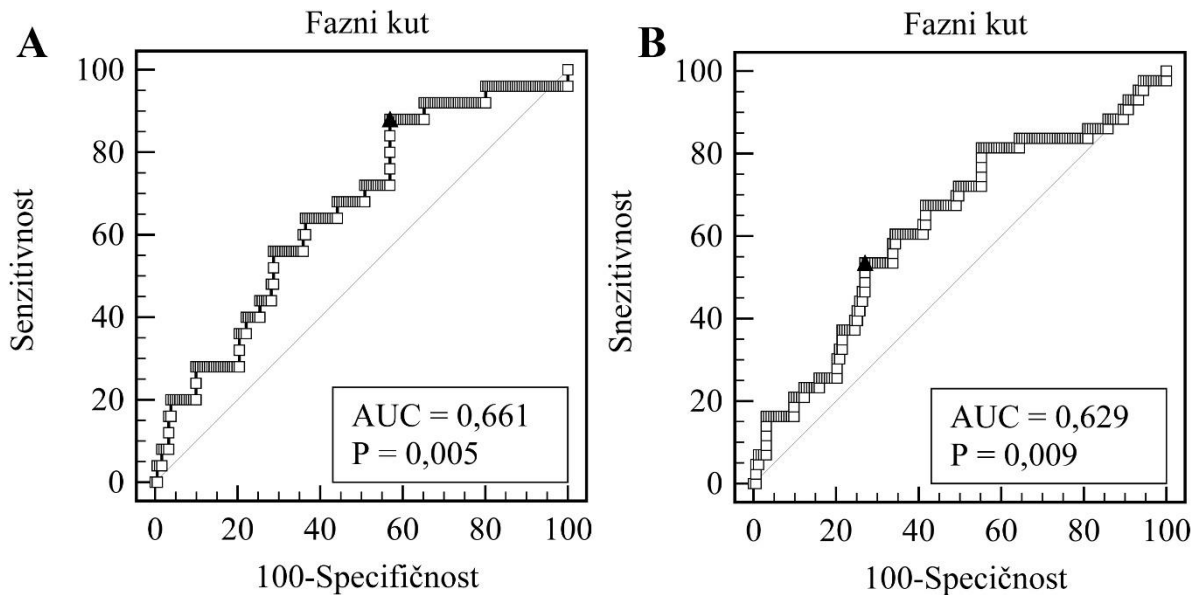 A
Fazni kut
Senzitivnost
100
80
60
40
20
0
AUC = 0,661
P = 0,005
0 20 40 60 80 100
100-Specifičnost
B
Fazni kut
Snezitivnost
100
80
60
40
20
0
AUC = 0,629
P = 0,009
0 20 40 60 80 100
100-Specičnost